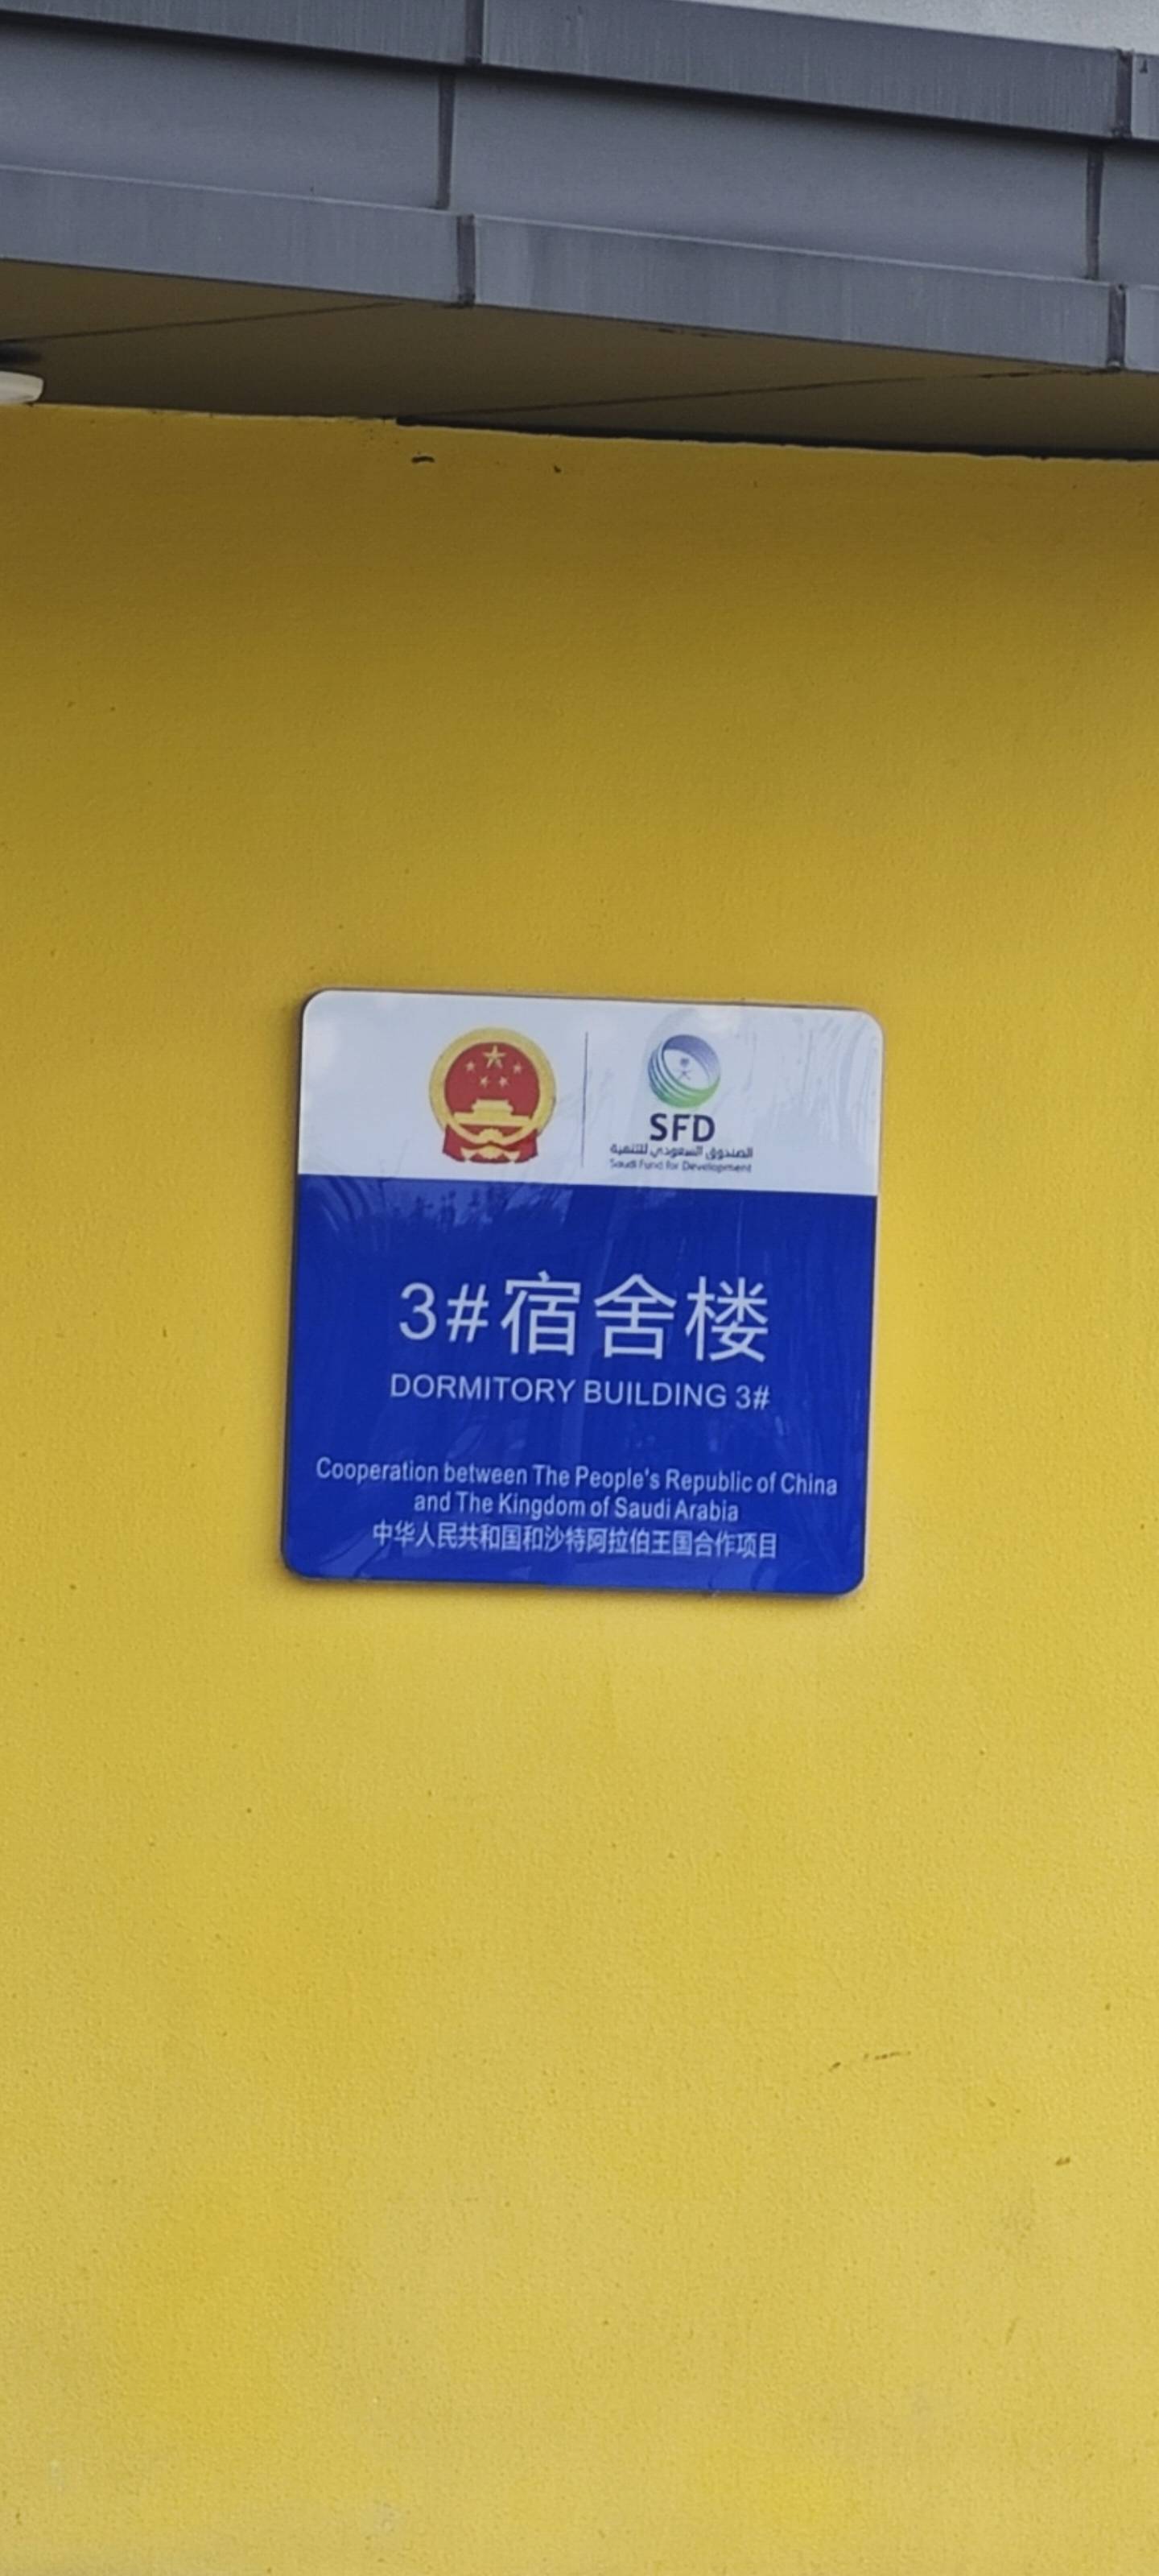 SFD
الصندوق السعودي للتنمية
Saudi Fund for Development
3#宿舍楼
DORMITORY BUILDING 3#
Cooperation between The People's Republic of China
and The Kingdom of Saudi Arabia
中华人民共和国和沙特阿拉伯王国合作项目